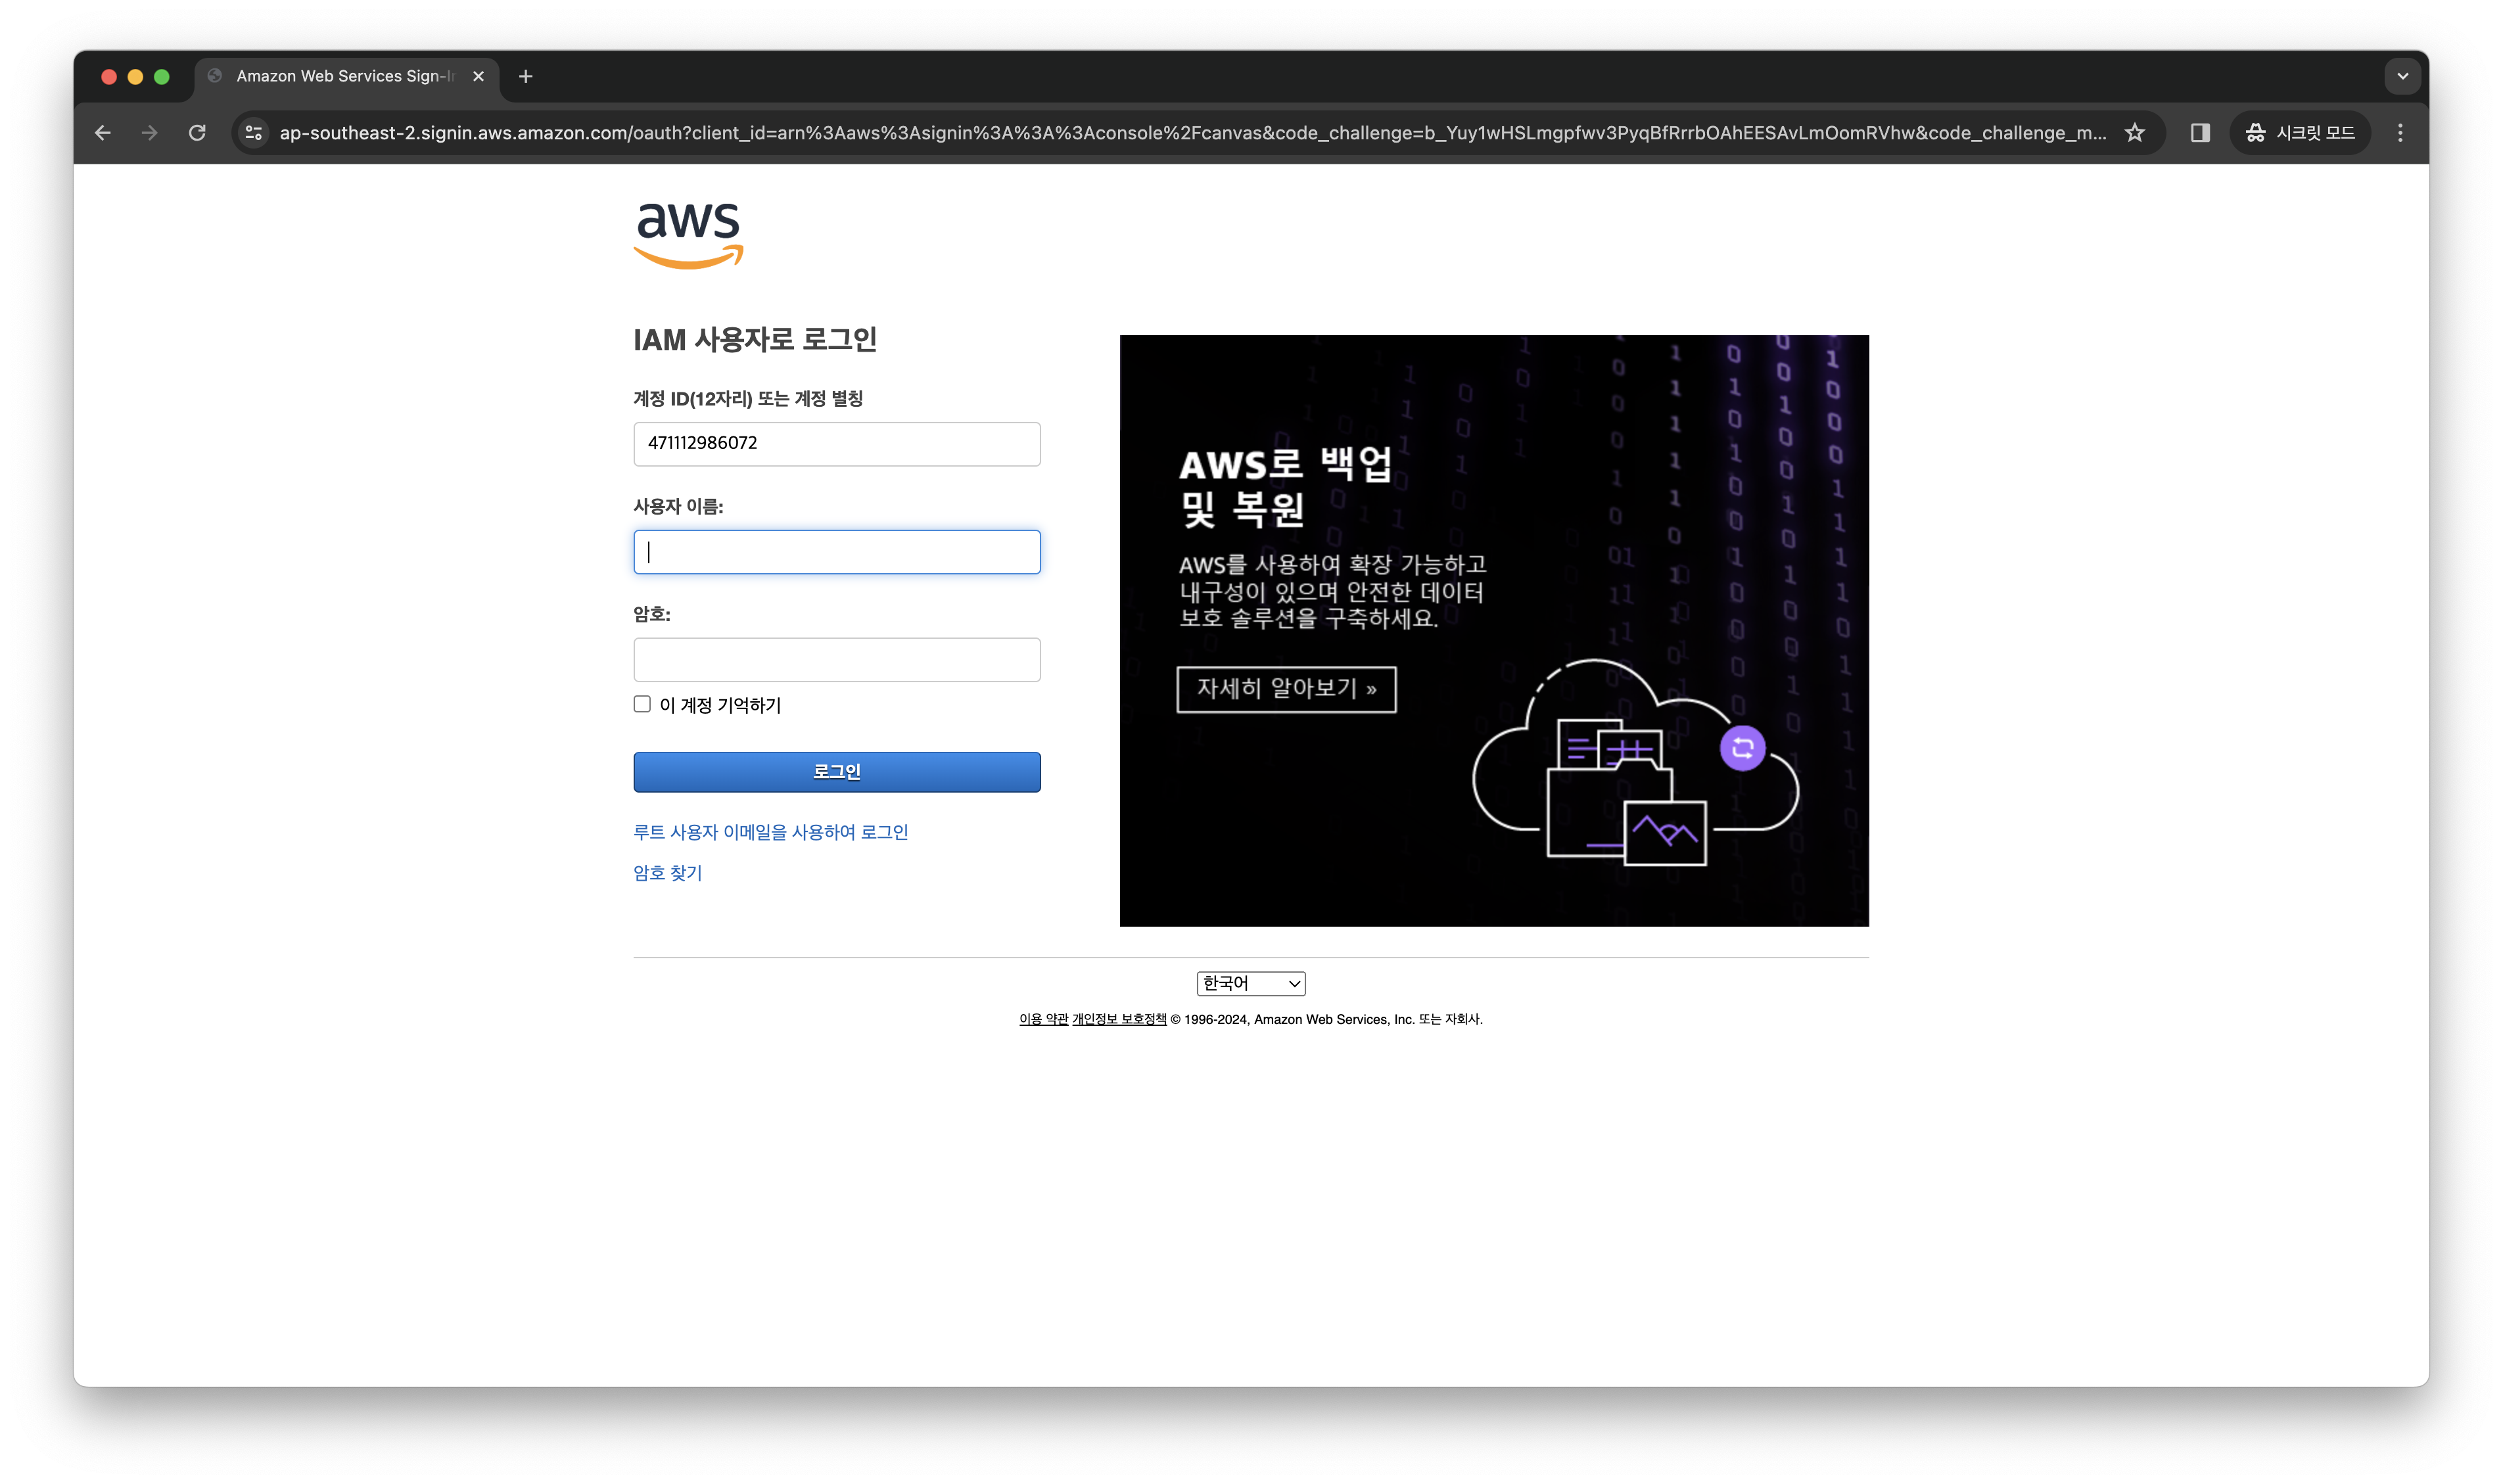 Amazon Web Services Sign-In
ap-southeast-2.signin.aws.amazon.com/oauth?client_id=arn%3Aaws%3Asignin%3A%3A%3Aconsole%2Fcanvas&code_challenge=b_Yuy1wHSLmgpfwv3PyqBfRrrbOAhEESAvLmOomRVhw&code_challenge_m...
시크릿 모드
aws
IAM 사용자로 로그인
계정 ID(12자리) 또는 계정 별칭
471112986072
사용자 이름:
암호:
이 계정 기억하기
로그인
루트 사용자 이메일을 사용하여 로그인
암호 찾기
AWS로 백업
및 복원
AWS를 사용하여 확장 가능하고
내구성이 있으며 안전한 데이터
보호 솔루션을 구축하세요.
자세히 알아보기 »
한국어
이용 약관 개인정보 보호정책 © 1996-2024, Amazon Web Services, Inc. 또는 자회사.